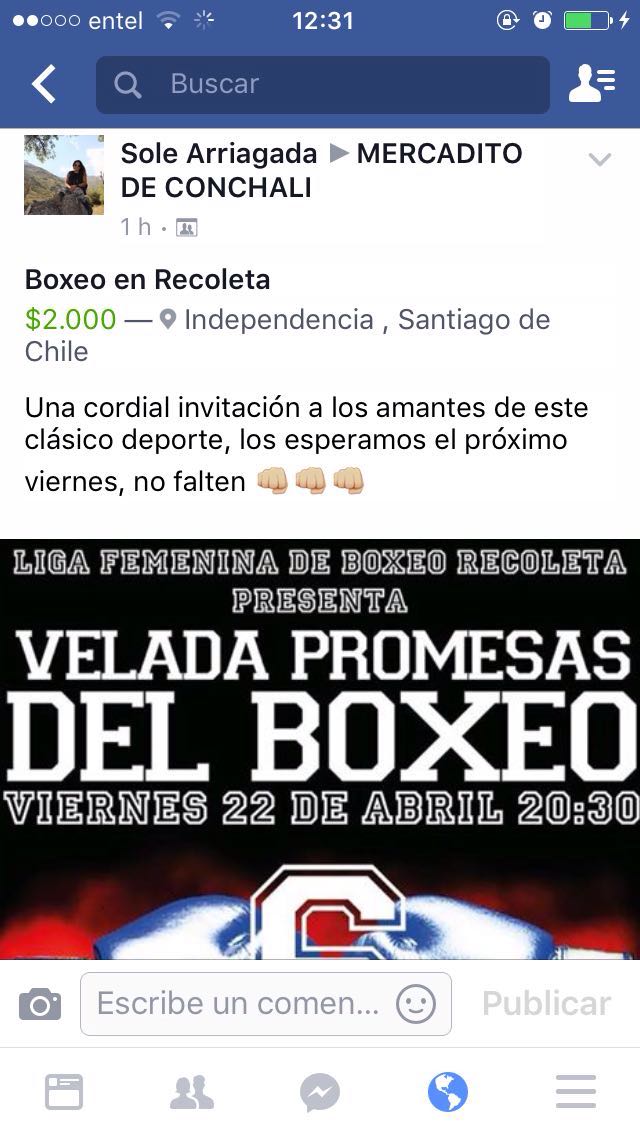 entel 12:31
Buscar
Sole Arriagada ▶ MERCADITO
DE CONCHALI
1 h ·
Boxeo en Recoleta
$2.000 — Independencia , Santiago de
Chile
Una cordial invitación a los amantes de este
clásico deporte, los esperamos el próximo
viernes, no falten 👊🏼👊🏼👊🏼
LIGA FEMENINA DE BOXEO RECOLETA
PRESENTA
VELADA PROMESAS
DEL BOXEO
VIERNES 22 DE ABRIL 20:30
Escribe un comen... Publicar